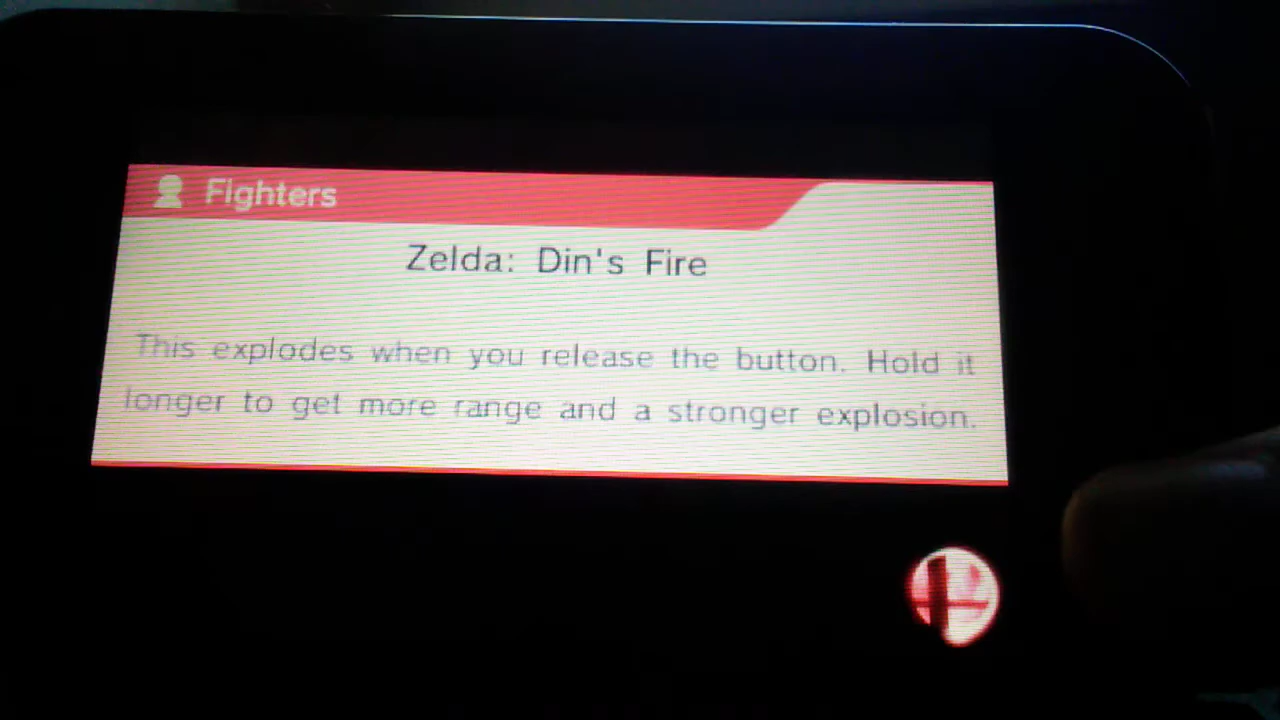 Fighters
Zelda: Din's Fire
This explodes when you release the button. Hold it
longer to get more range and a stronger explosion.